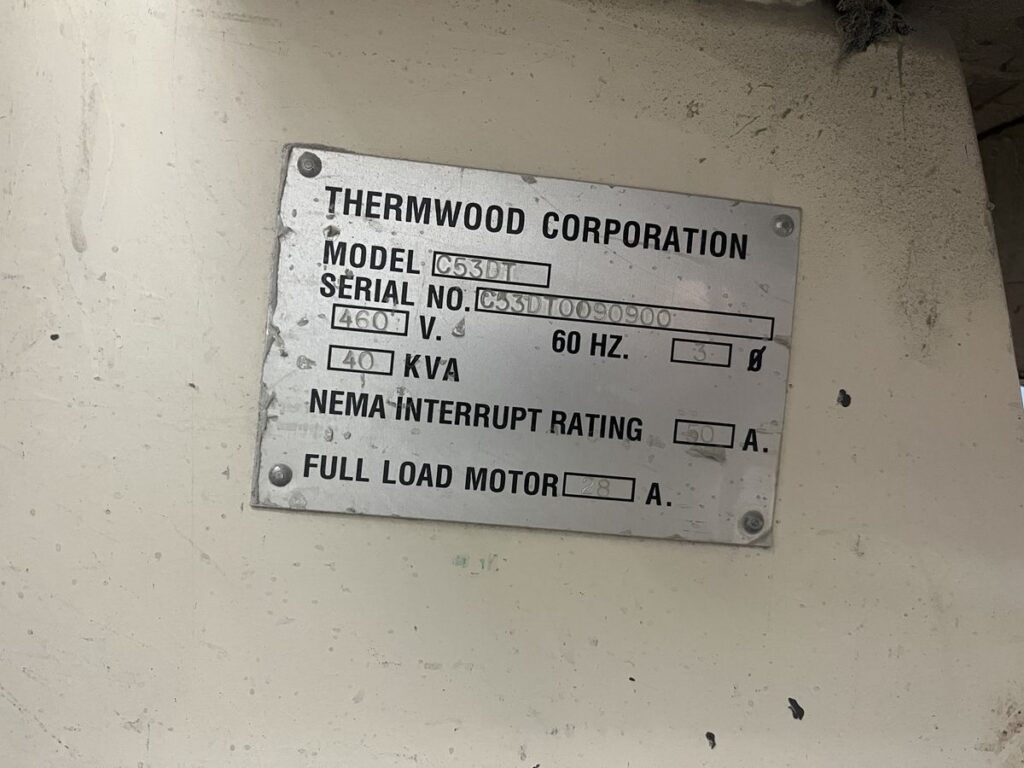 THERMWOOD CORPORATION
MODEL C53DT
SERIAL NO. C53DT0090900
460 V. 60 HZ. 3 Ø
40 KVA
NEMA INTERRUPT RATING 50 A.
FULL LOAD MOTOR 28 A.